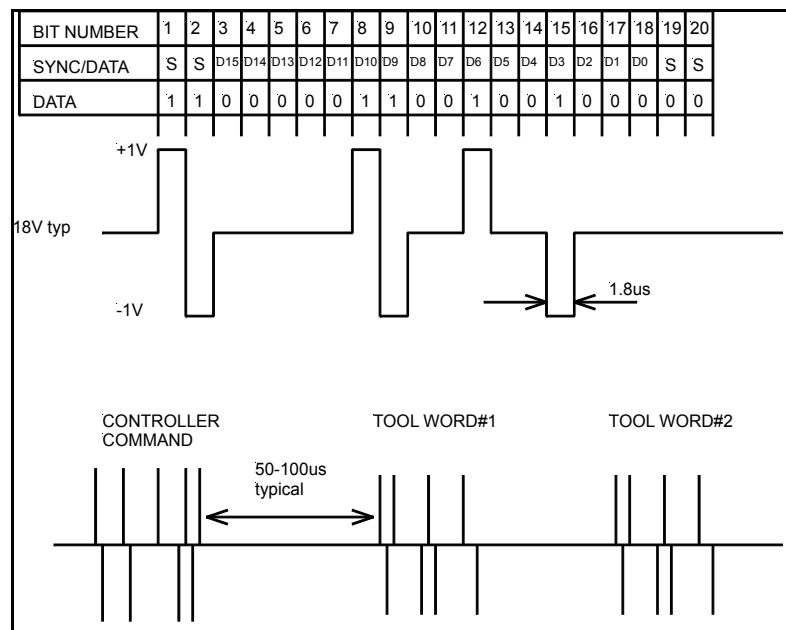 BIT NUMBER 1 2 3 4 5 6 7 8 9 10 11 12 13 14 15 16 17 18 19 20
SYNC/DATA S S D15 D14 D13 D12 D11 D10 D9 D8 D7 D6 D5 D4 D3 D2 D1 D0 S S
DATA 1 1 0 0 0 0 0 1 1 0 0 1 0 0 1 0 0 0 0 0
+1V
18V typ
-1V
1.8us
CONTROLLER
COMMAND
TOOL WORD#1
TOOL WORD#2
50-100us
typical